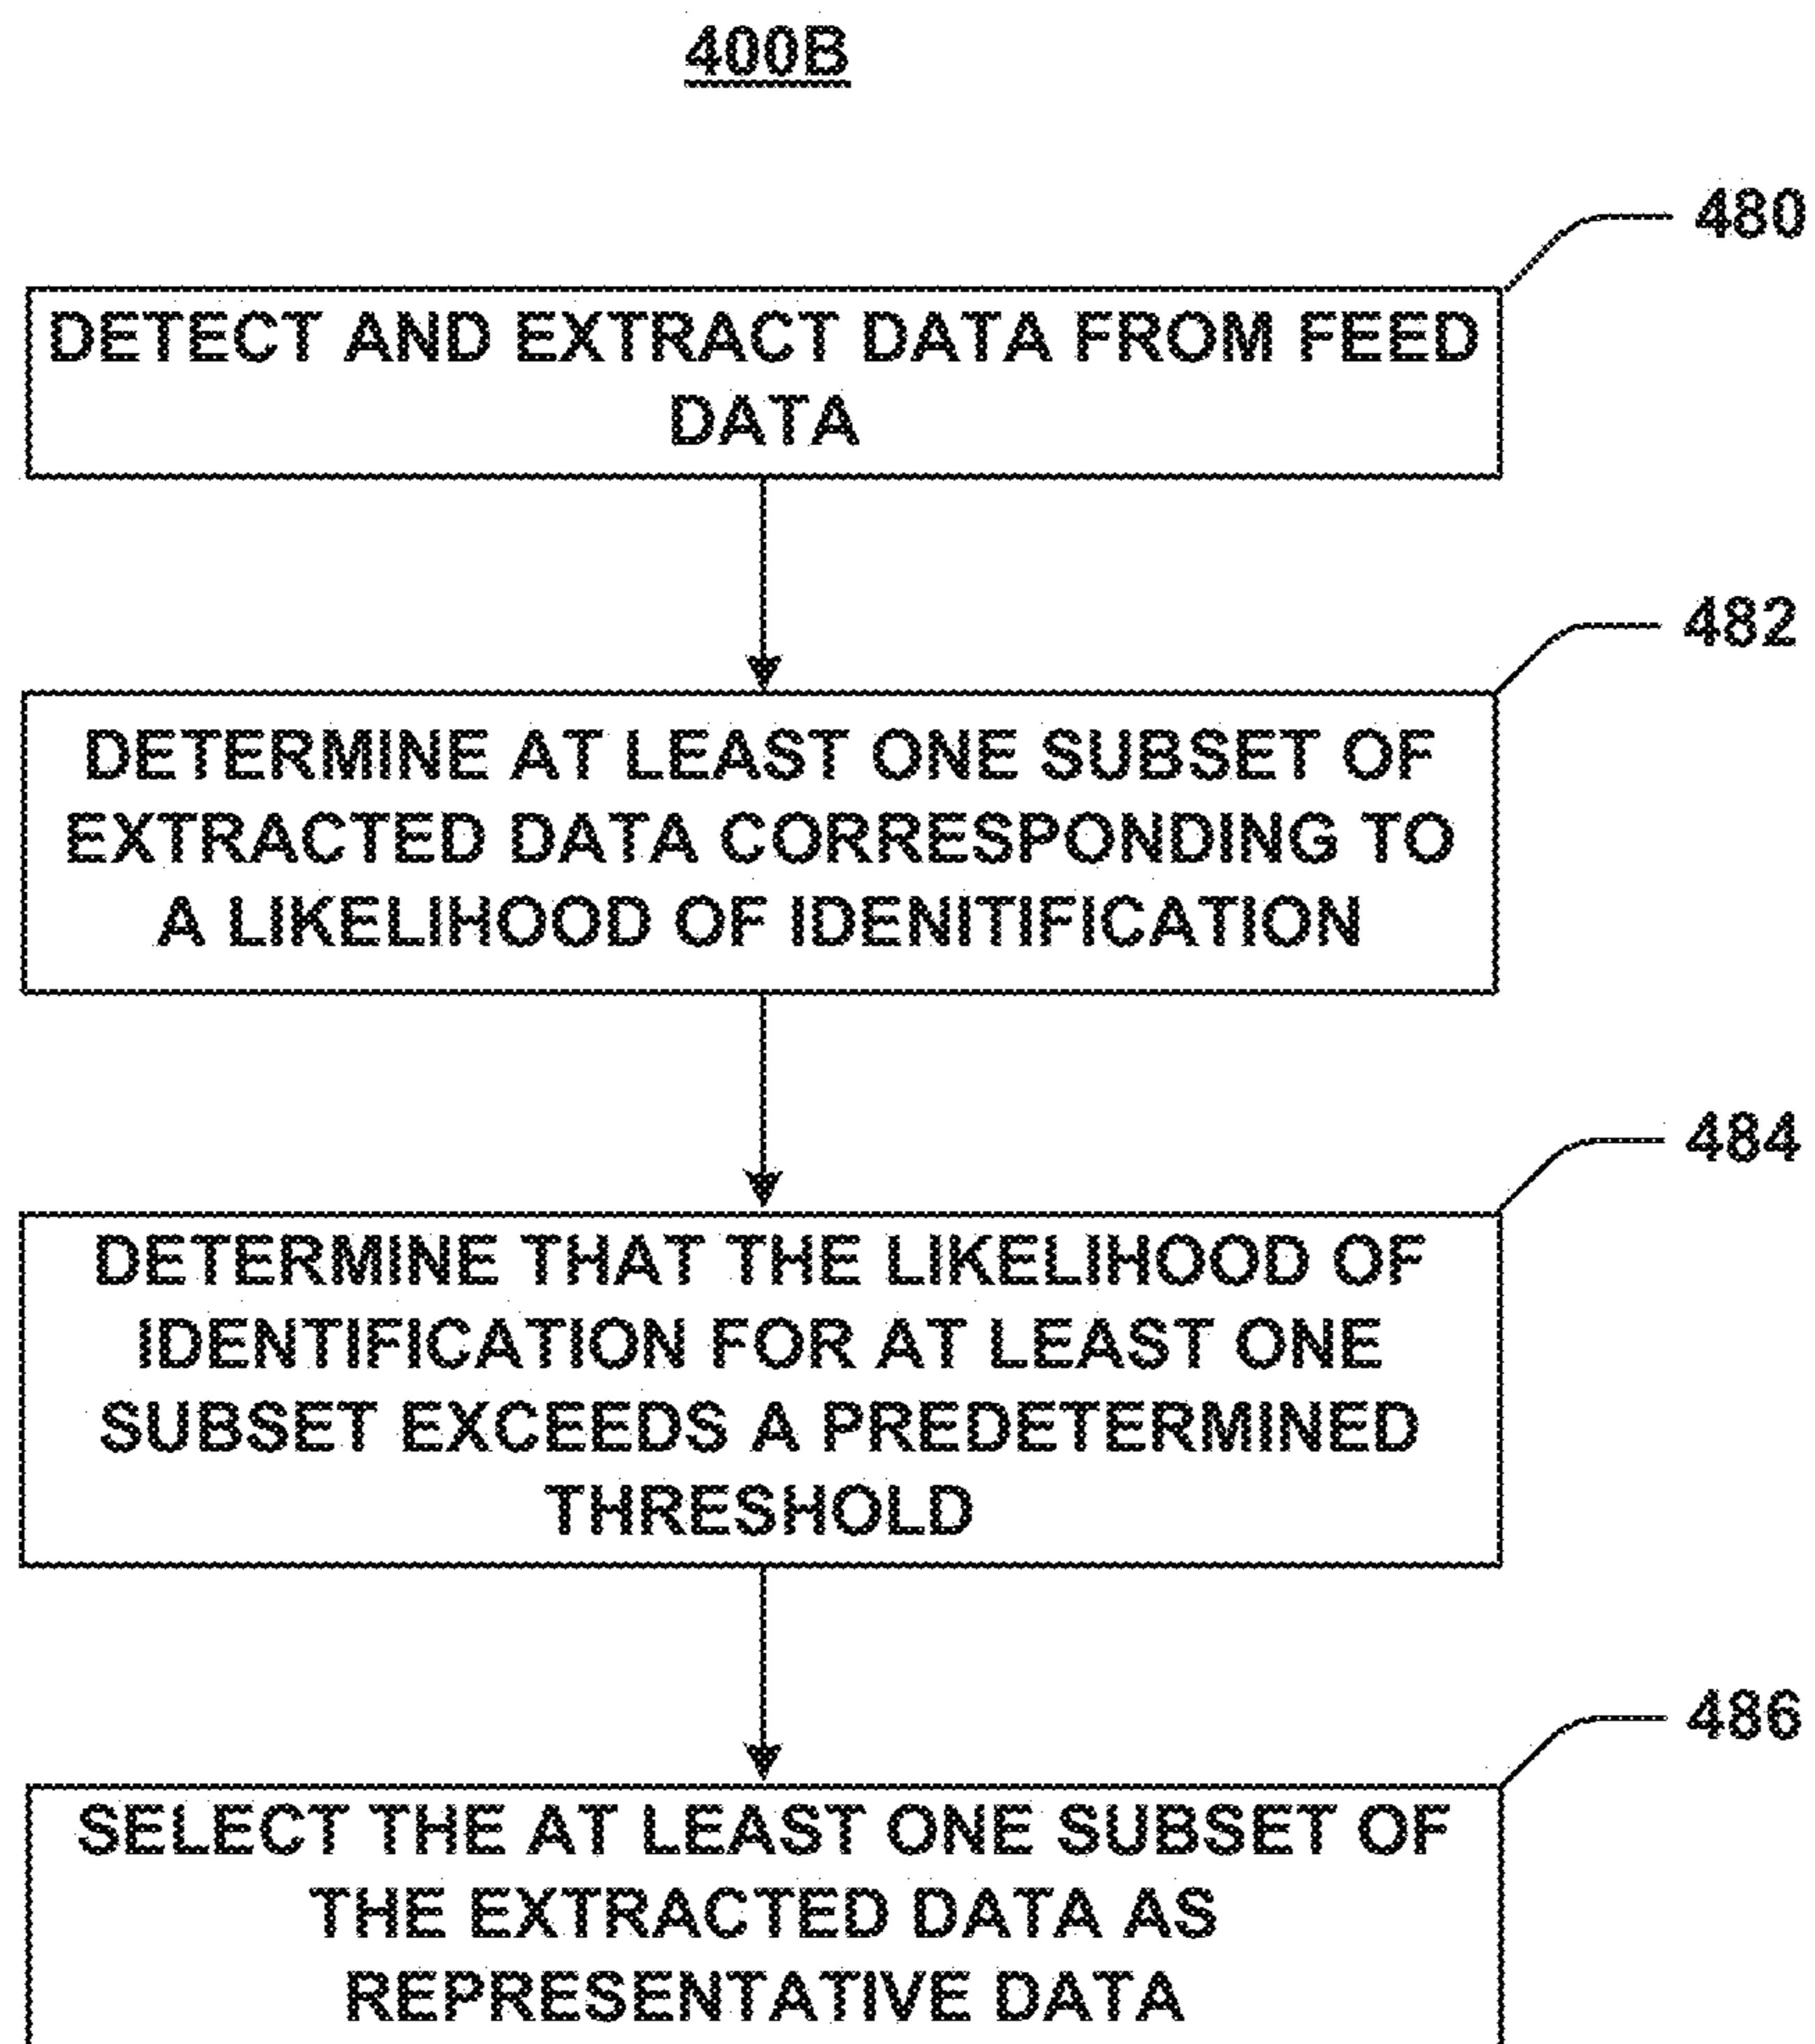 400B
480
DETECT AND EXTRACT DATA FROM FEED
DATA
482
DETERMINE AT LEAST ONE SUBSET OF
EXTRACTED DATA CORRESPONDING TO
A LIKELIHOOD OF IDENITIFICATION
484
DETERMINE THAT THE LIKELIHOOD OF
IDENTIFICATION FOR AT LEAST ONE
SUBSET EXCEEDS A PREDETERMINED
THRESHOLD
486
SELECT THE AT LEAST ONE SUBSET OF
THE EXTRACTED DATA AS
REPRESENTATIVE DATA